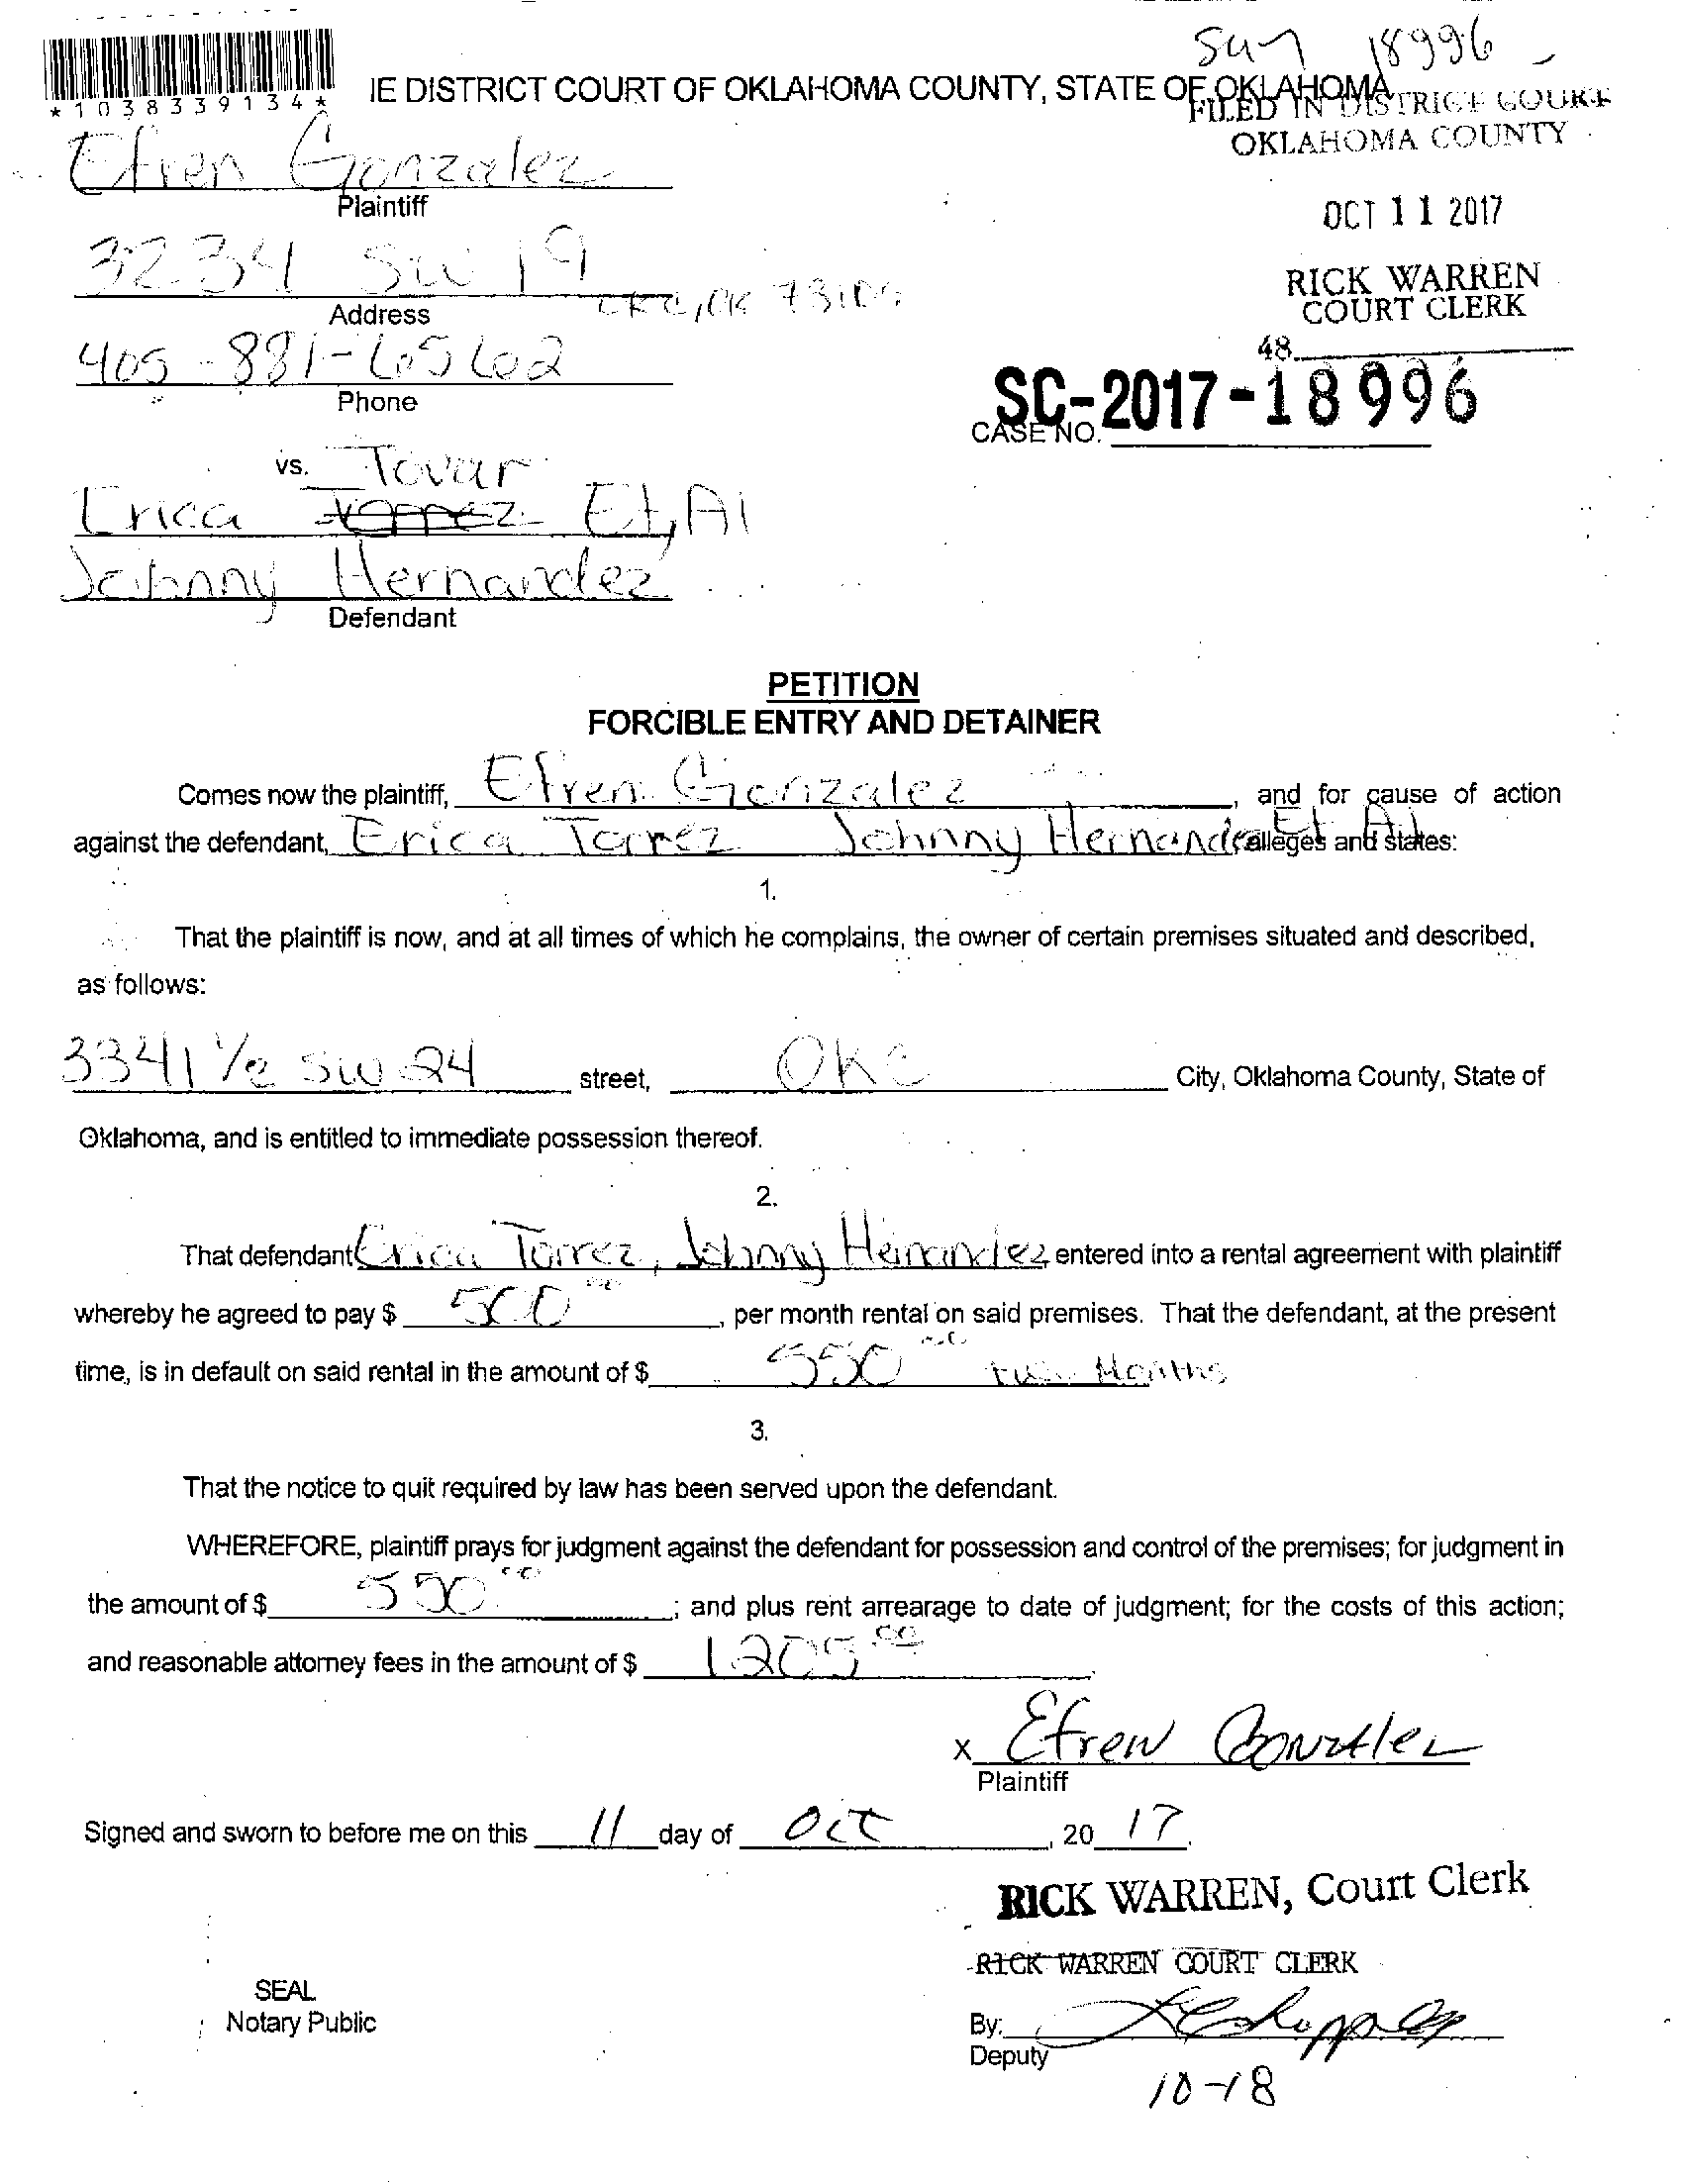 Su 18996
*1038339134*
IE DISTRICT COURT OF OKLAHOMA COUNTY, STATE OF OKLAHOMA
FILED IN DISTRICT COURT
OKLAHOMA COUNTY
Efren Gonzalez
Plaintiff
OCT 11 2017
3234 SW 19
OKC, OK
Address
RICK WARREN
COURT CLERK
405-881-6562
Phone
48
SC-2017-18996
CASE NO.
vs. Tovar
Erica Torrez Et, Al
Johnny Hernandez
Defendant
PETITION
FORCIBLE ENTRY AND DETAINER
Comes now the plaintiff, Efren Gonzalez, and for cause of action
against the defendant, Erica Torrez Johnny Hernandez Et Al alleges and states:
1.
That the plaintiff is now, and at all times of which he complains, the owner of certain premises situated and described,
as follows:
3341 1/2 SW 24 street, OKC City, Oklahoma County, State of
Oklahoma, and is entitled to immediate possession thereof.
2.
That defendant Erica Torrez, Johnny Hernandez entered into a rental agreement with plaintiff
whereby he agreed to pay $ 500 00, per month rental on said premises. That the defendant, at the present
time, is in default on said rental in the amount of $ 550 00 two Months
3.
That the notice to quit required by law has been served upon the defendant.
WHEREFORE, plaintiff prays for judgment against the defendant for possession and control of the premises; for judgment in
the amount of $ 550 00; and plus rent arrearage to date of judgment; for the costs of this action;
and reasonable attorney fees in the amount of $ 1205 00
x Efren Gonzalez
Plaintiff
Signed and sworn to before me on this 11 day of Oct, 20 17.
RICK WARREN, Court Clerk
RICK WARREN COURT CLERK
SEAL
Notary Public
By:
Deputy
10-18